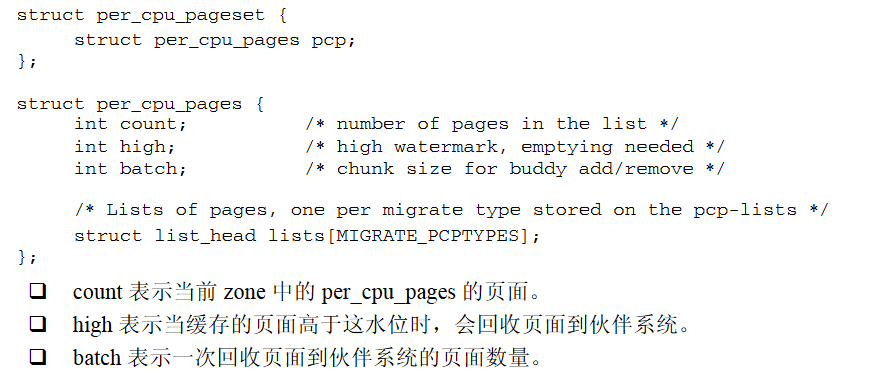 struct per_cpu_pageset {
struct per_cpu_pages pcp;
};
struct per_cpu_pages {
int count; /* number of pages in the list */
int high; /* high watermark, emptying needed */
int batch; /* chunk size for buddy add/remove */
/* Lists of pages, one per migrate type stored on the pcp-lists */
struct list_head lists[MIGRATE_PCPTYPES];
};
❑ count 表示当前 zone 中的 per_cpu_pages 的页面。
❑ high 表示当缓存的页面高于这水位时，会回收页面到伙伴系统。
❑ batch 表示一次回收页面到伙伴系统的页面数量。